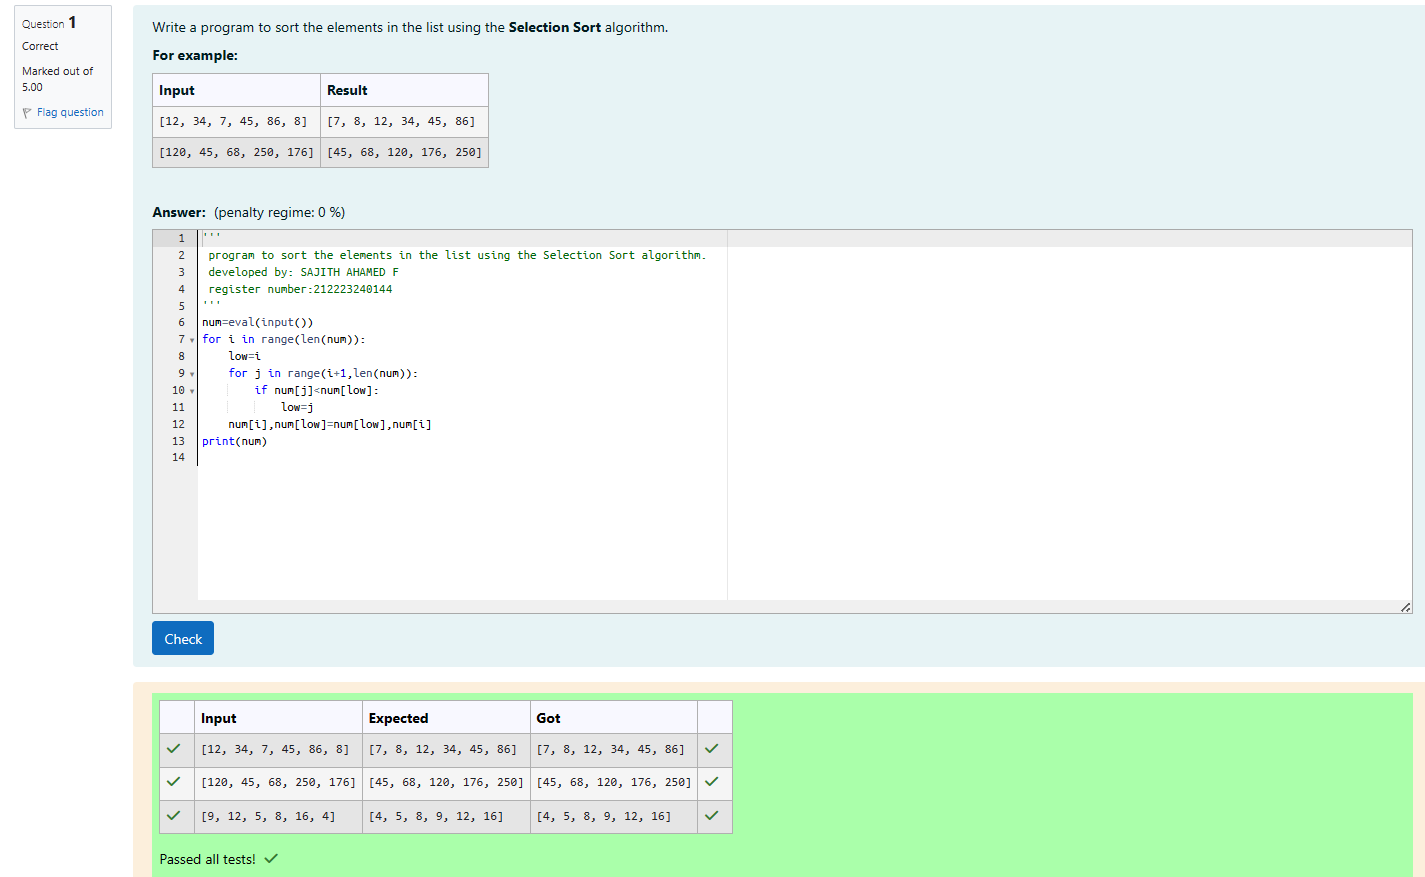 Question 1
Correct
Marked out of
5.00
Flag question
Write a program to sort the elements in the list using the Selection Sort algorithm.
For example:
Input Result
[12, 34, 7, 45, 86, 8] [7, 8, 12, 34, 45, 86]
[120, 45, 68, 250, 176] [45, 68, 120, 176, 250]
Answer: (penalty regime: 0 %)
1 '''
2 program to sort the elements in the list using the Selection Sort algorithm.
3 developed by: SAJITH AHAMED F
4 register number:212223240144
5 '''
6 num=eval(input())
7 for i in range(len(num)):
8     low=i
9     for j in range(i+1,len(num)):
10         if num[j]<num[low]:
11             low=j
12     num[i],num[low]=num[low],num[i]
13 print(num)
14
Check
Input Expected Got
[12, 34, 7, 45, 86, 8] [7, 8, 12, 34, 45, 86] [7, 8, 12, 34, 45, 86]
[120, 45, 68, 250, 176] [45, 68, 120, 176, 250] [45, 68, 120, 176, 250]
[9, 12, 5, 8, 16, 4] [4, 5, 8, 9, 12, 16] [4, 5, 8, 9, 12, 16]
Passed all tests!